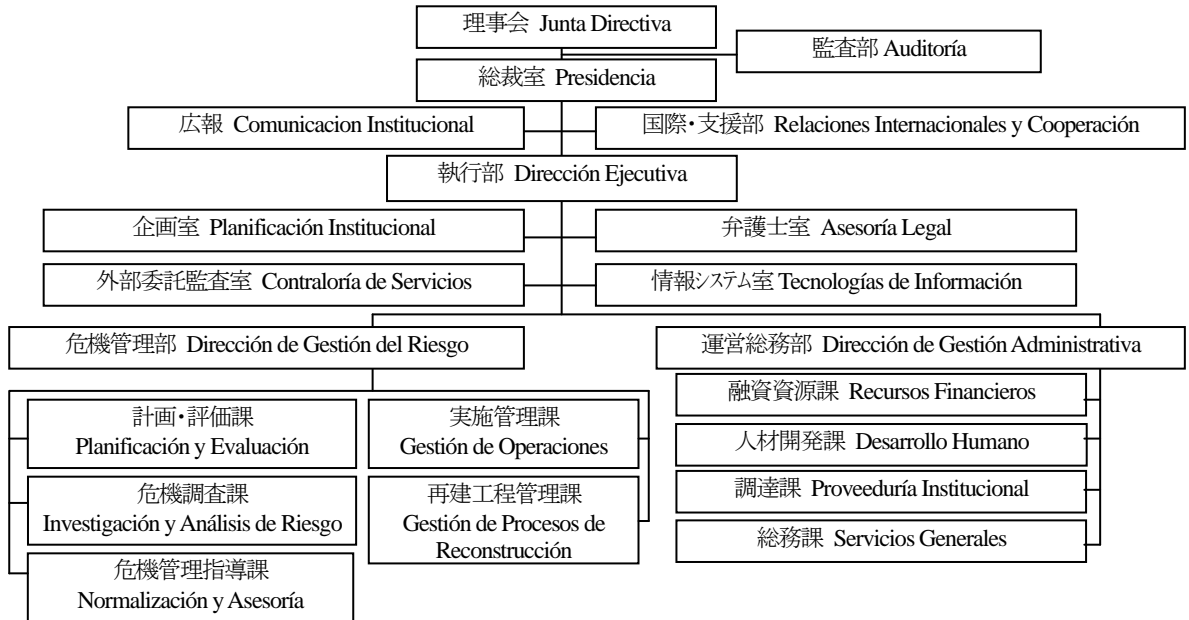 理事会 Junta Directiva
監査部 Auditoría
総裁室 Presidencia
広報 Comunicacion Institucional
国際・支援部 Relaciones Internacionales y Cooperación
執行部 Dirección Ejecutiva
企画室 Planificación Institucional
弁護士室 Asesoría Legal
外部委託監査室 Contraloría de Servicios
情報システム室 Tecnologías de Información
危機管理部 Dirección de Gestión del Riesgo
運営総務部 Dirección de Gestión Administrativa
計画・評価課
Planificación y Evaluación
危機調査課
Investigación y Análisis de Riesgo
危機管理指導課
Normalización y Asesoría
実施管理課
Gestión de Operaciones
再建工程管理課
Gestión de Procesos de
Reconstrucción
融資資源課 Recursos Financieros
人材開発課 Desarrollo Humano
調達課 Proveeduría Institucional
総務課 Servicios Generales